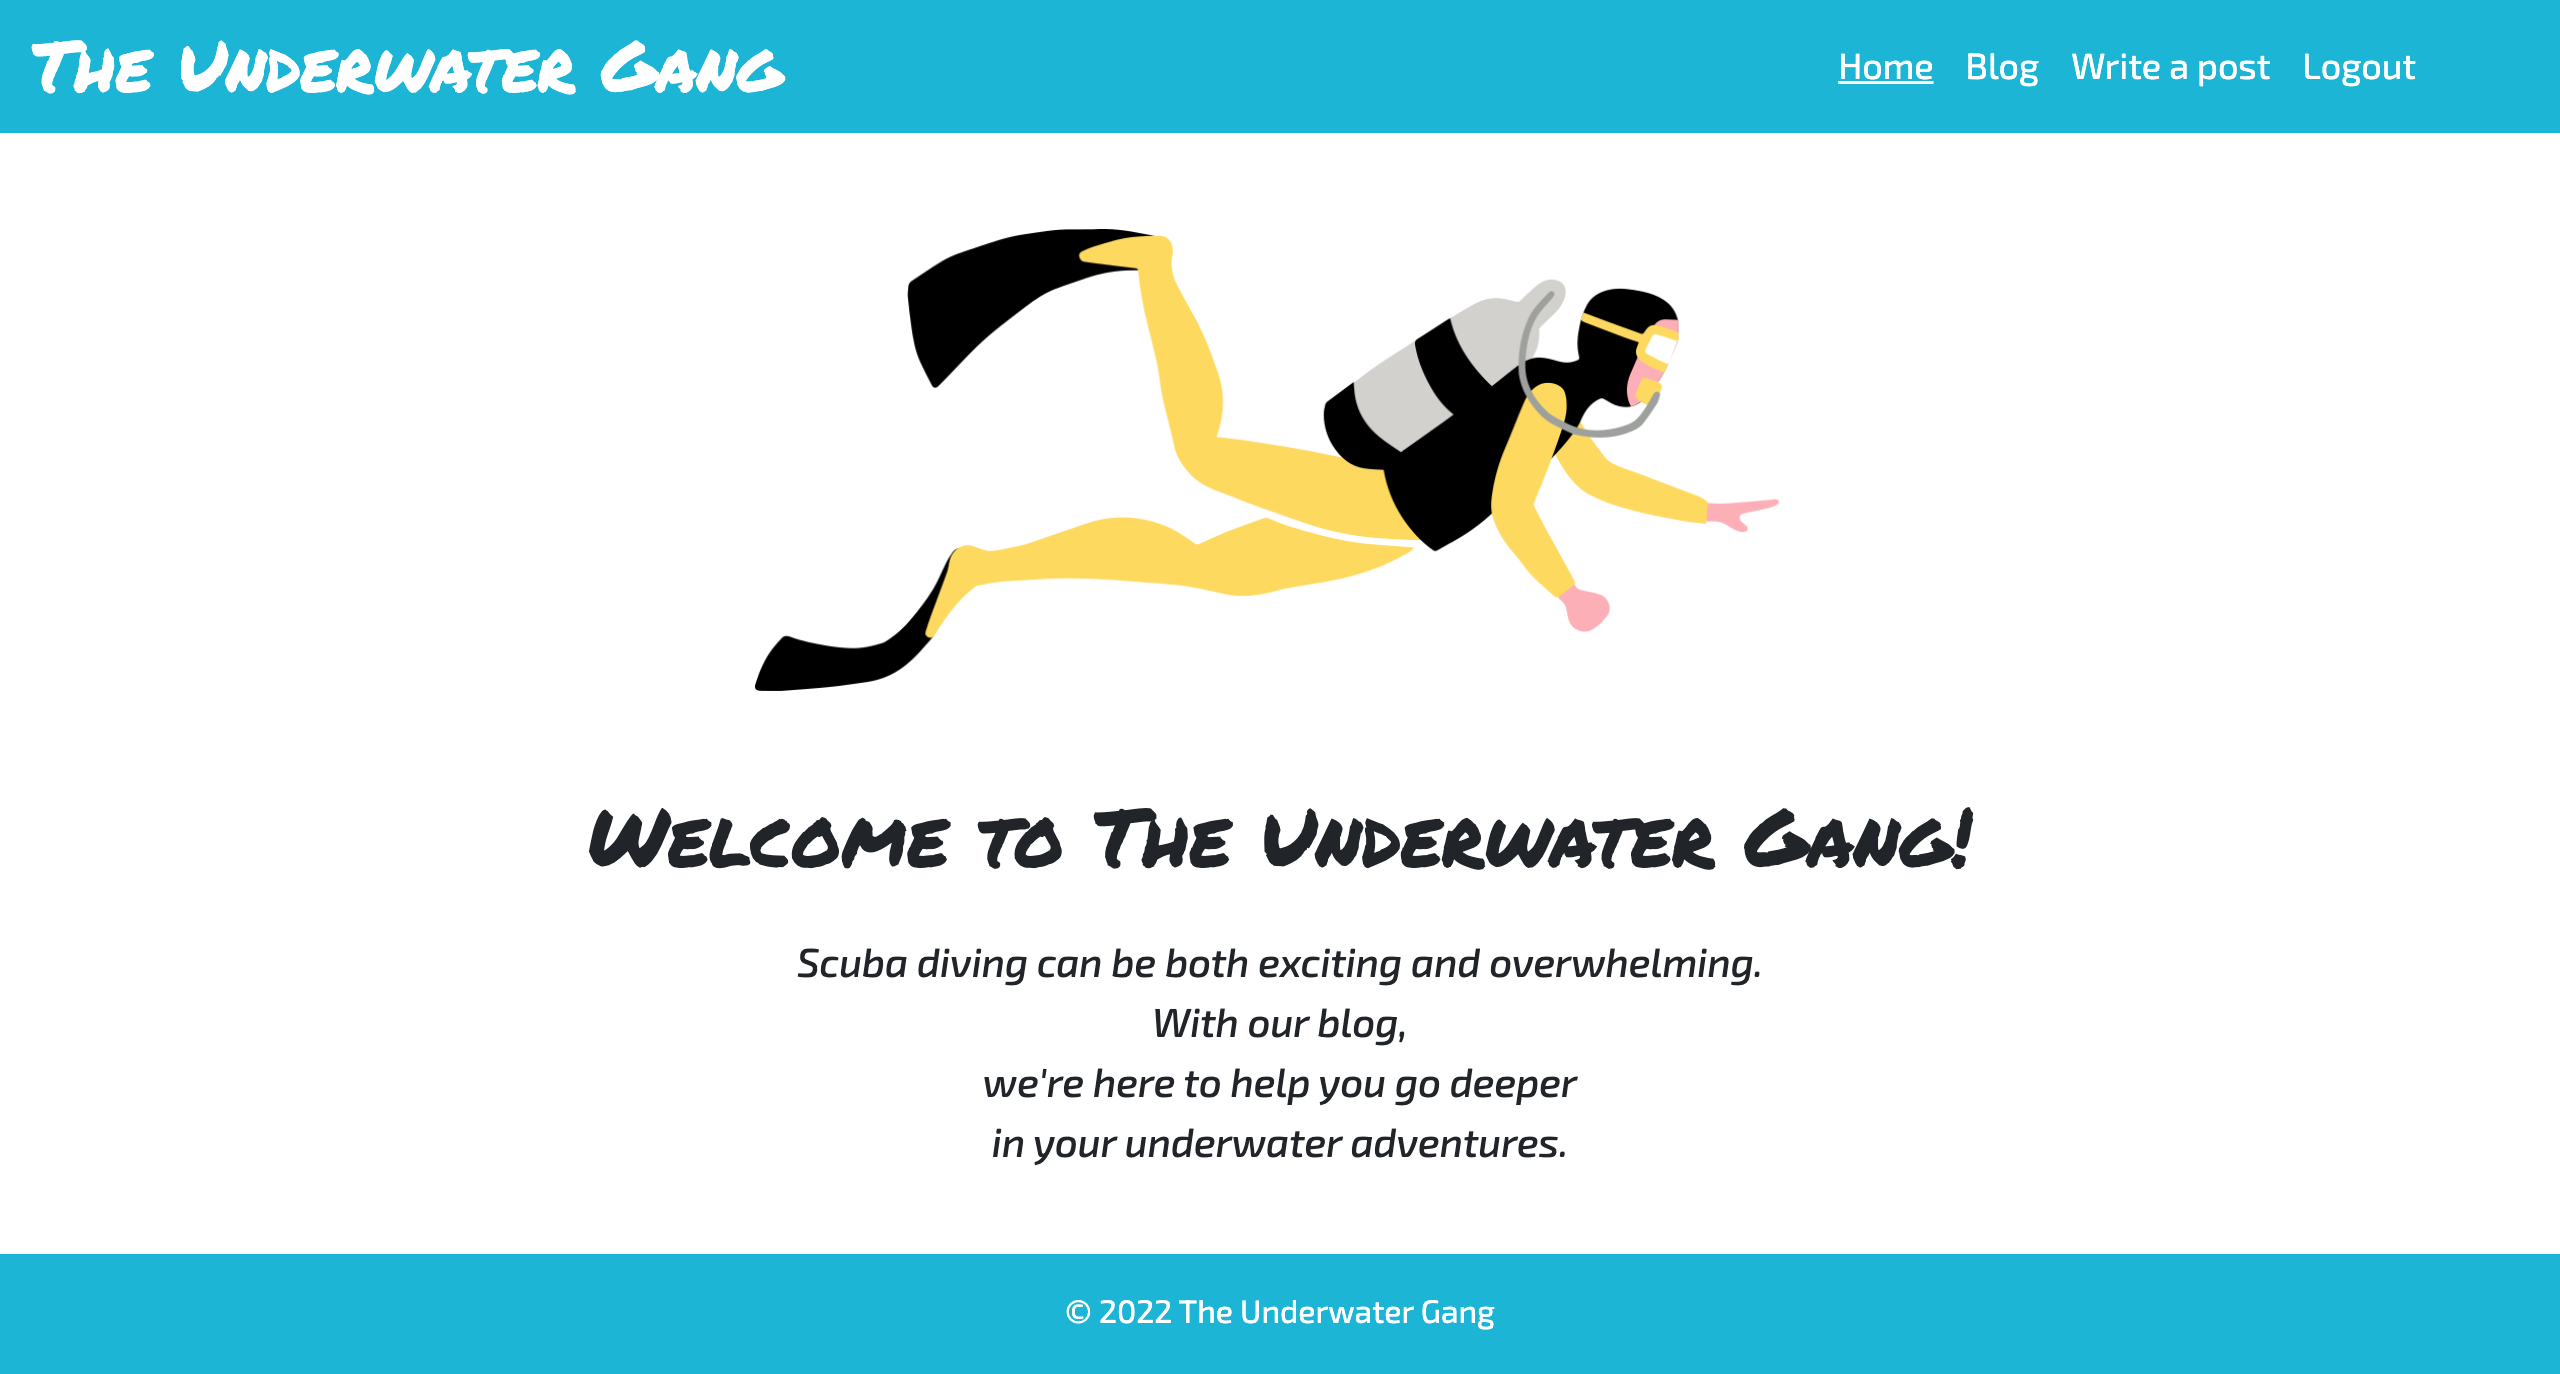 The Underwater Gang
Home Blog Write a post Logout
Welcome to The Underwater Gang!
Scuba diving can be both exciting and overwhelming.
With our blog,
we're here to help you go deeper
in your underwater adventures.
© 2022 The Underwater Gang